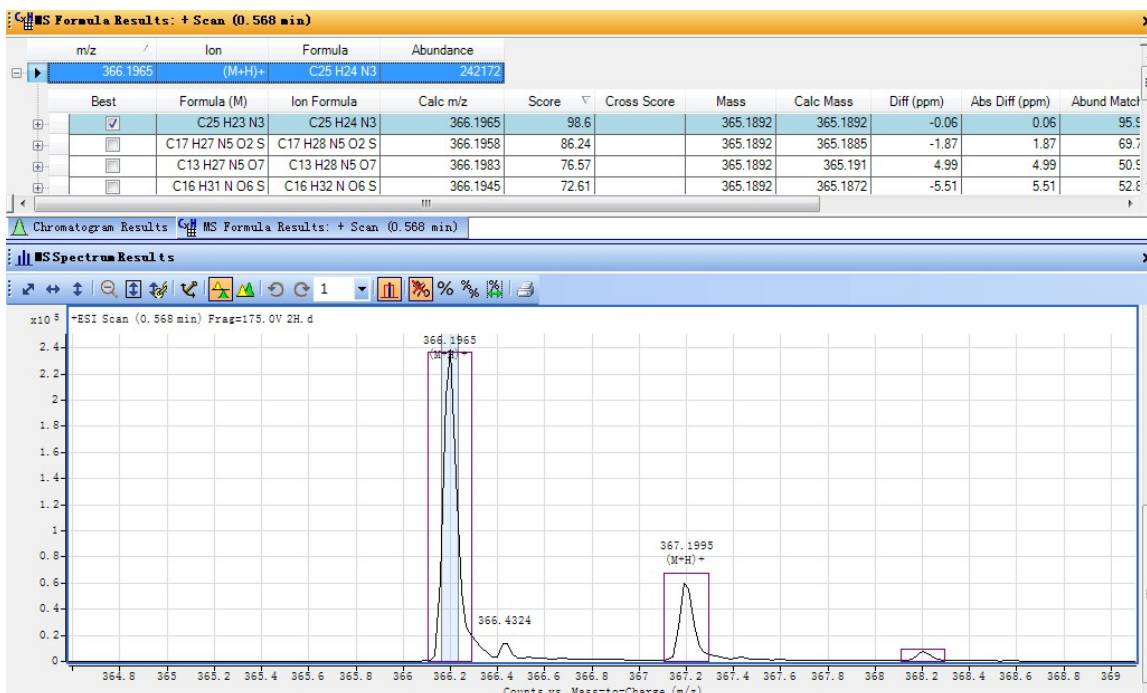 MS Formula Results: + Scan (0.568 min)
m/z Ion Formula Abundance
366.1965 (M+H)+ C25 H24 N3 242172
Best Formula (M) Ion Formula Calc m/z Score Cross Score Mass Calc Mass Diff (ppm) Abs Diff (ppm) Abund Match
C25 H23 N3 C25 H24 N3 366.1965 98.6 365.1892 365.1892 -0.06 0.06 95.9
C17 H27 N5 O2 S C17 H28 N5 O2 S 366.1958 86.24 365.1892 365.1885 -1.87 1.87 69.7
C13 H27 N5 O7 C13 H28 N5 O7 366.1983 76.57 365.1892 365.191 4.99 4.99 50.9
C16 H31 N O6 S C16 H32 N O6 S 366.1945 72.61 365.1892 365.1872 -5.51 5.51 52.8
Chromatogram Results MS Formula Results: + Scan (0.568 min)
MS Spectrum Results
1
x10 5 +ESI Scan (0.568 min) Frag=175.0V 2H.d
366.1965
(M+H)+
2.4
2.2
2
1.8
1.6
1.4
1.2
1
367.1995
(M+H)+
0.8
0.6
0.4
366.4324
0.2
0
364.8 365 365.2 365.4 365.6 365.8 366 366.2 366.4 366.6 366.8 367 367.2 367.4 367.6 367.8 368 368.2 368.4 368.6 368.8 369
Counts vs. Mass-to-Charge (m/z)